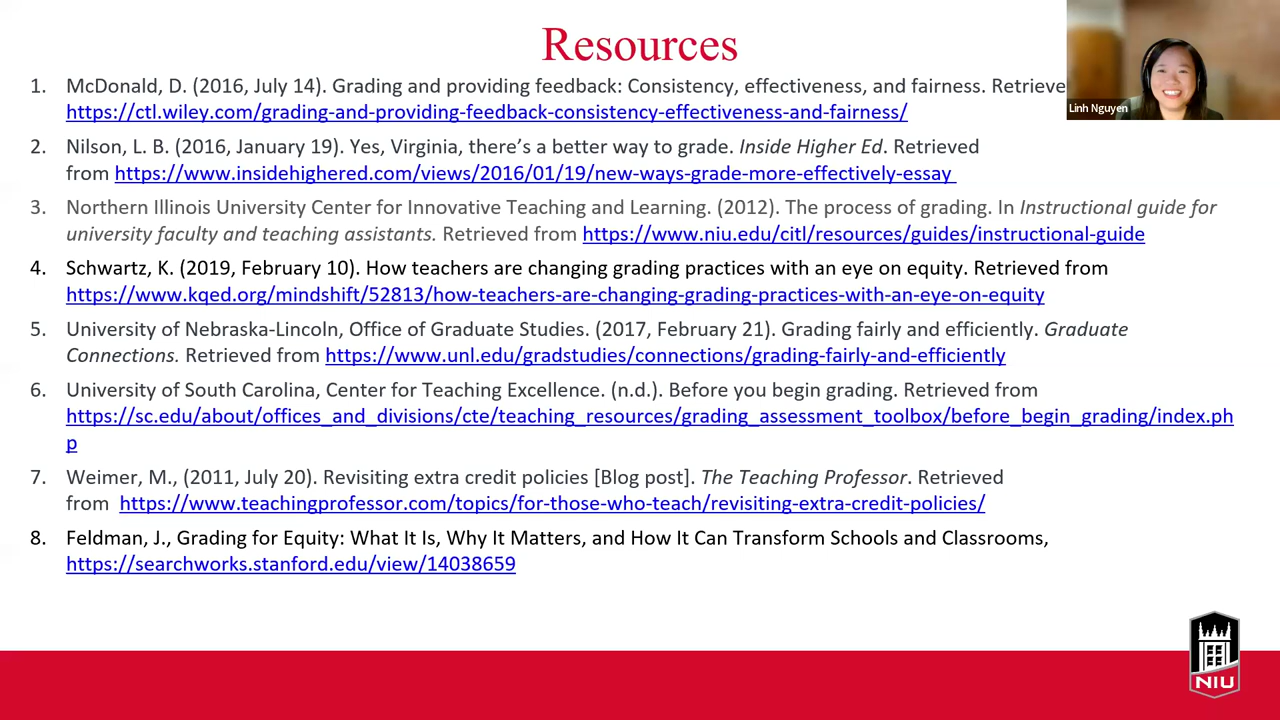 Resources
1. McDonald, D. (2016, July 14). Grading and providing feedback: Consistency, effectiveness, and fairness. Retrieve
https://ctl.wiley.com/grading-and-providing-feedback-consistency-effectiveness-and-fairness/
Linh Nguyen
2. Nilson, L. B. (2016, January 19). Yes, Virginia, there’s a better way to grade. Inside Higher Ed. Retrieved
from https://www.insidehighered.com/views/2016/01/19/new-ways-grade-more-effectively-essay
3. Northern Illinois University Center for Innovative Teaching and Learning. (2012). The process of grading. In Instructional guide for
university faculty and teaching assistants. Retrieved from https://www.niu.edu/citl/resources/guides/instructional-guide
4. Schwartz, K. (2019, February 10). How teachers are changing grading practices with an eye on equity. Retrieved from
https://www.kqed.org/mindshift/52813/how-teachers-are-changing-grading-practices-with-an-eye-on-equity
5. University of Nebraska-Lincoln, Office of Graduate Studies. (2017, February 21). Grading fairly and efficiently. Graduate
Connections. Retrieved from https://www.unl.edu/gradstudies/connections/grading-fairly-and-efficiently
6. University of South Carolina, Center for Teaching Excellence. (n.d.). Before you begin grading. Retrieved from
https://sc.edu/about/offices_and_divisions/cte/teaching_resources/grading_assessment_toolbox/before_begin_grading/index.ph
p
7. Weimer, M., (2011, July 20). Revisiting extra credit policies [Blog post]. The Teaching Professor. Retrieved
from https://www.teachingprofessor.com/topics/for-those-who-teach/revisiting-extra-credit-policies/
8. Feldman, J., Grading for Equity: What It Is, Why It Matters, and How It Can Transform Schools and Classrooms,
https://searchworks.stanford.edu/view/14038659
NIU